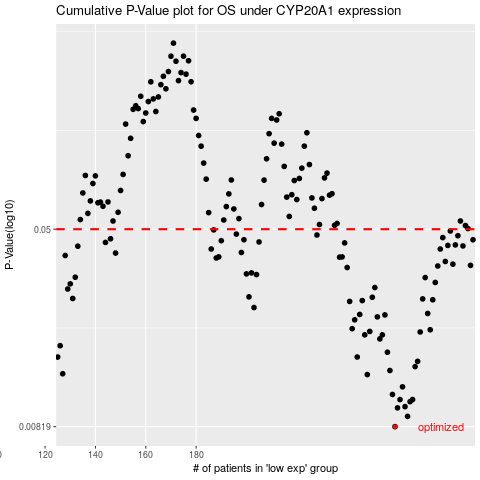 Cumulative P-Value plot for OS under CYP20A1 expression
P-Value(log10)
0.05
0.00819
optimized
0 120 140 160 180
# of patients in 'low exp' group